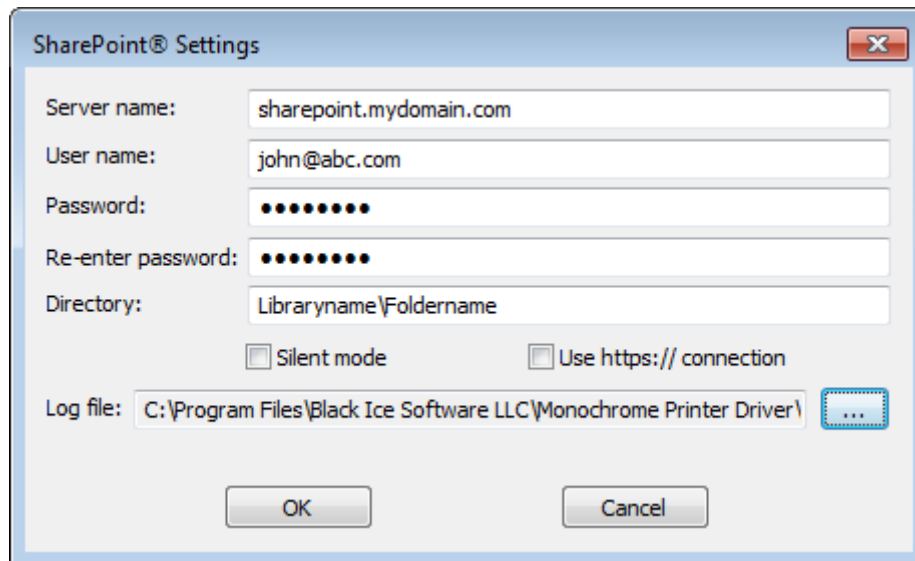 SharePoint® Settings
Server name: sharepoint.mydomain.com
User name: john@abc.com
Password: ●●●●●●●●
Re-enter password: ●●●●●●●●
Directory: Libraryname\Foldername
Silent mode Use https:// connection
Log file: C:\Program Files\Black Ice Software LLC\Monochrome Printer Driver\ ...
OK Cancel